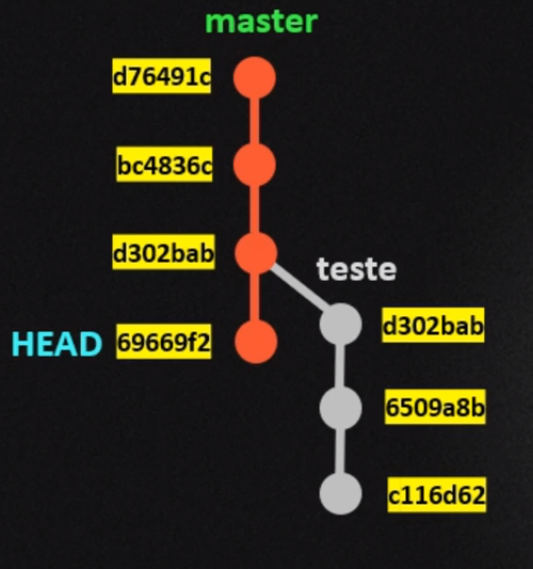 master
d76491c
bc4836c
d302bab
teste
d302bab
HEAD 69669f2
6509a8b
c116d62